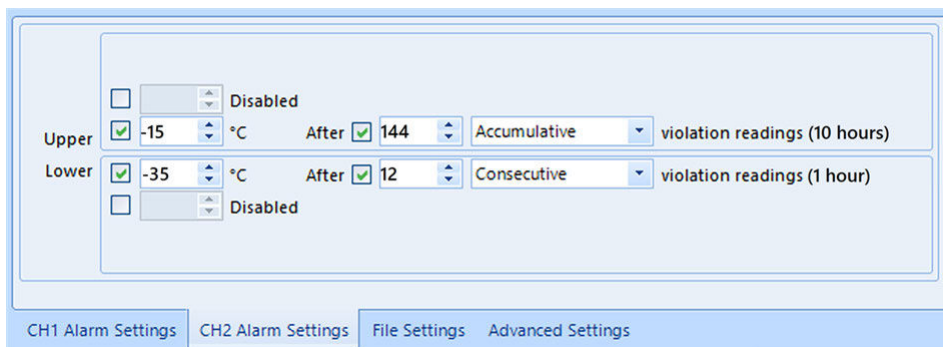 Disabled
Upper -15 °C After 144 Accumulative violation readings (10 hours)
Lower -35 °C After 12 Consecutive violation readings (1 hour)
Disabled
CH1 Alarm Settings CH2 Alarm Settings File Settings Advanced Settings